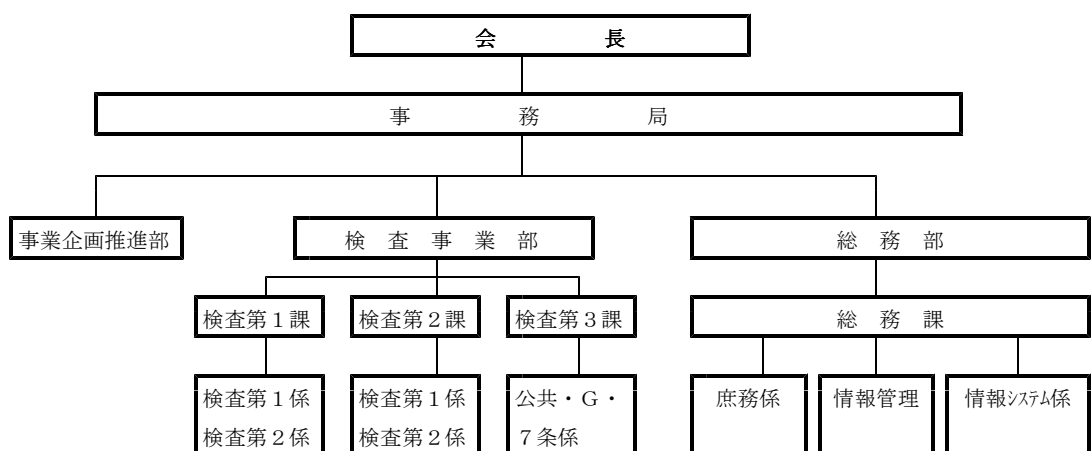 会長
事務局
事業企画推進部
検査事業部
総務部
検査第１課
検査第２課
検査第３課
総務課
検査第１係
検査第２係
検査第１係
検査第２係
公共・Ｇ・
７条係
庶務係
情報管理
情報ｼｽﾃﾑ係